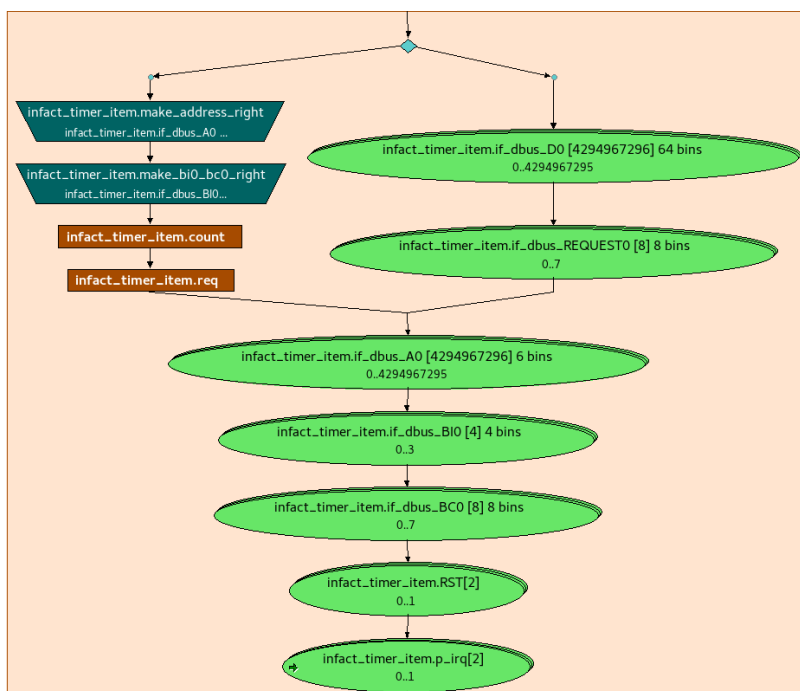 infact_timer_item.make_address_right
infact_timer_item.if_dbus_A0 ...
infact_timer_item.make_bi0_bc0_right
infact_timer_item.if_dbus_BI0...
infact_timer_item.count
infact_timer_item.req
infact_timer_item.if_dbus_D0 [4294967296] 64 bins
0..4294967295
infact_timer_item.if_dbus_REQUEST0 [8] 8 bins
0..7
infact_timer_item.if_dbus_A0 [4294967296] 6 bins
0..4294967295
infact_timer_item.if_dbus_BI0 [4] 4 bins
0..3
infact_timer_item.if_dbus_BC0 [8] 8 bins
0..7
infact_timer_item.RST[2]
0..1
infact_timer_item.p_irq[2]
0..1